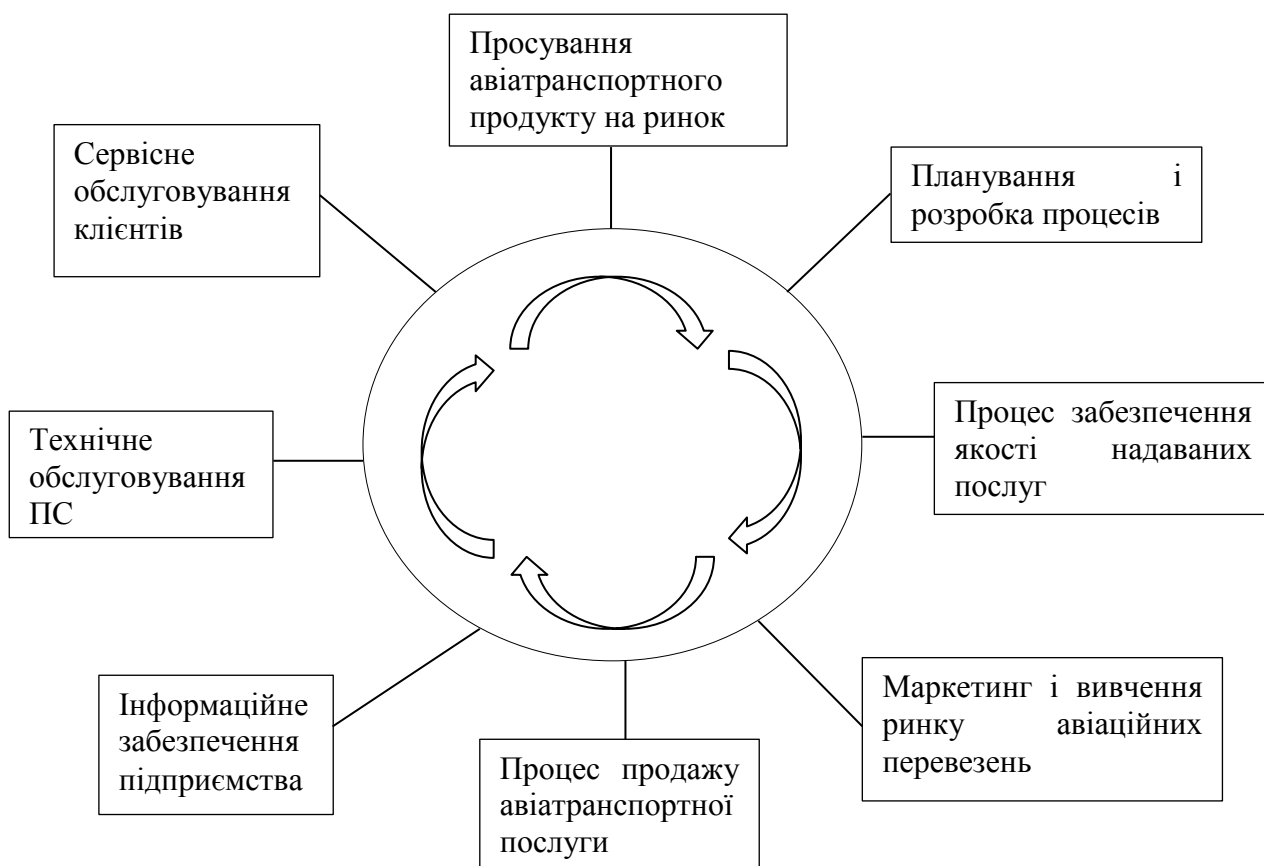 Просування
авіатранспортного
продукту на ринок
Сервісне
обслуговування
клієнтів
Планування і
розробка процесів
Процес забезпечення
якості надаваних
послуг
Технічне
обслуговування
ПС
Маркетинг і вивчення
ринку авіаційних
перевезень
Інформаційне
забезпечення
підприємства
Процес продажу
авіатранспортної
послуги